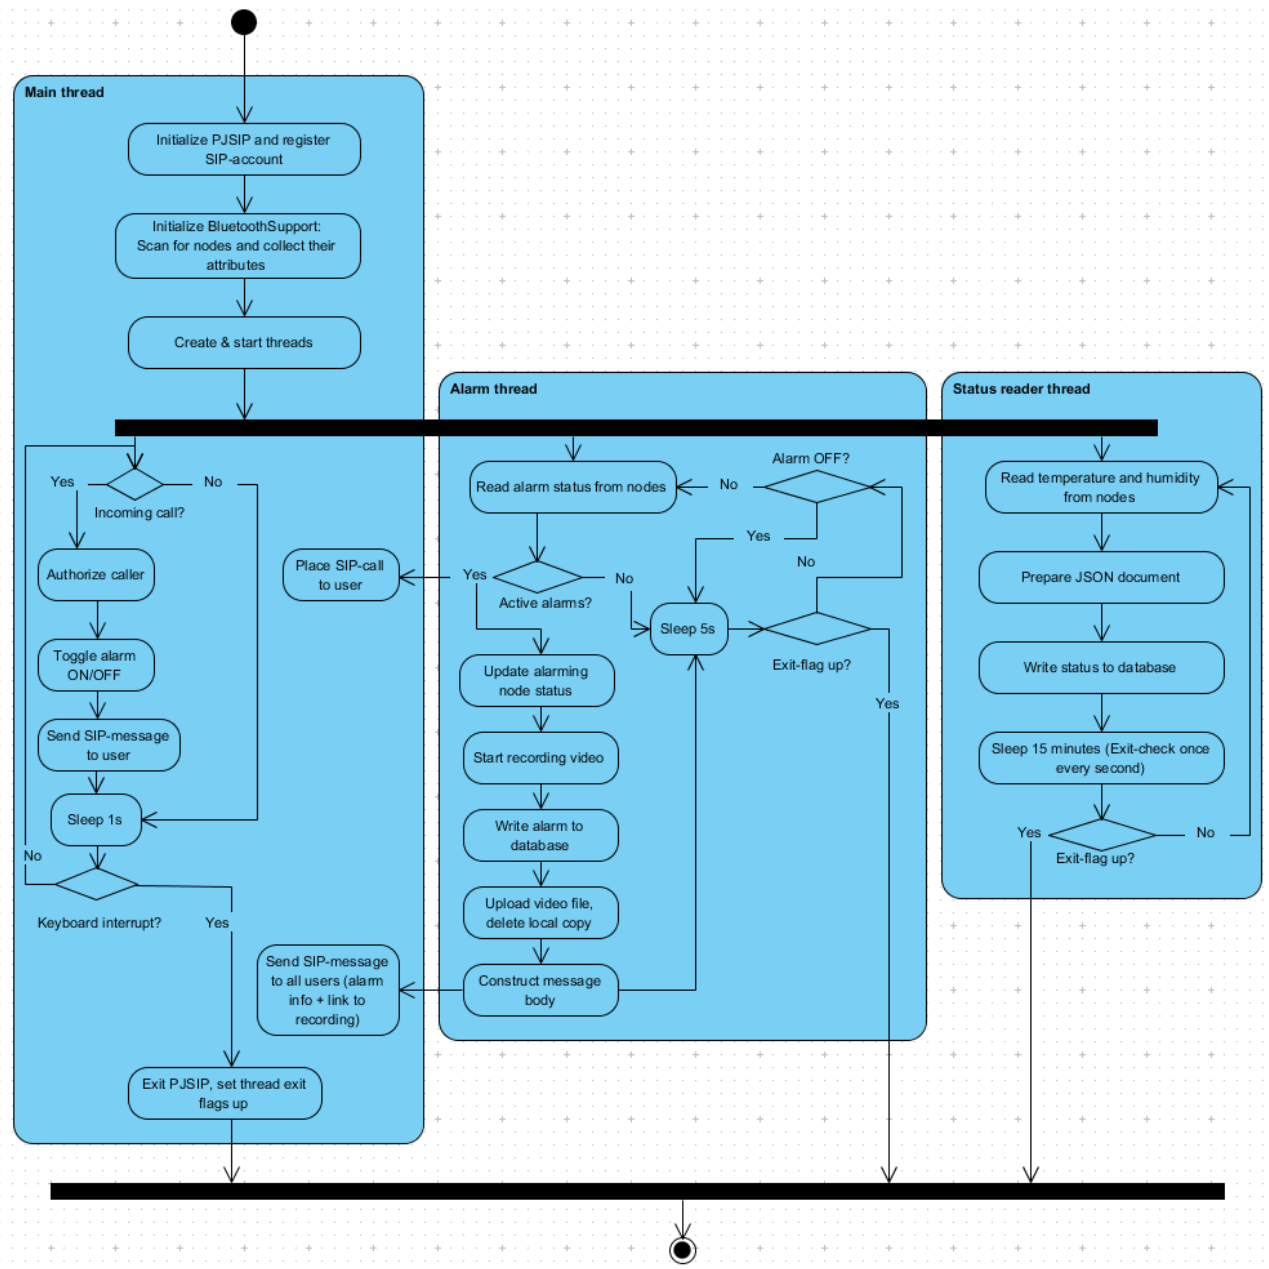 Main thread
Initialize PJSIP and register
SIP-account
Initialize BluetoothSupport:
Scan for nodes and collect their
attributes
Create & start threads
Yes
No
Incoming call?
Authorize caller
Toggle alarm
ON/OFF
Send SIP-message
to user
Sleep 1s
No
Keyboard interrupt?
Yes
Place SIP-call
to user
Send SIP-message
to all users (alarm
info + link to
recording)
Exit PJSIP, set thread exit
flags up
Alarm thread
Alarm OFF?
Read alarm status from nodes
No
Yes
No
Yes
No
Active alarms?
Sleep 5s
Exit-flag up?
Yes
Update alarming
node status
Start recording video
Write alarm to
database
Upload video file,
delete local copy
Construct message
body
Status reader thread
Read temperature and humidity
from nodes
Prepare JSON document
Write status to database
Sleep 15 minutes (Exit-check once
every second)
Yes
No
Exit-flag up?